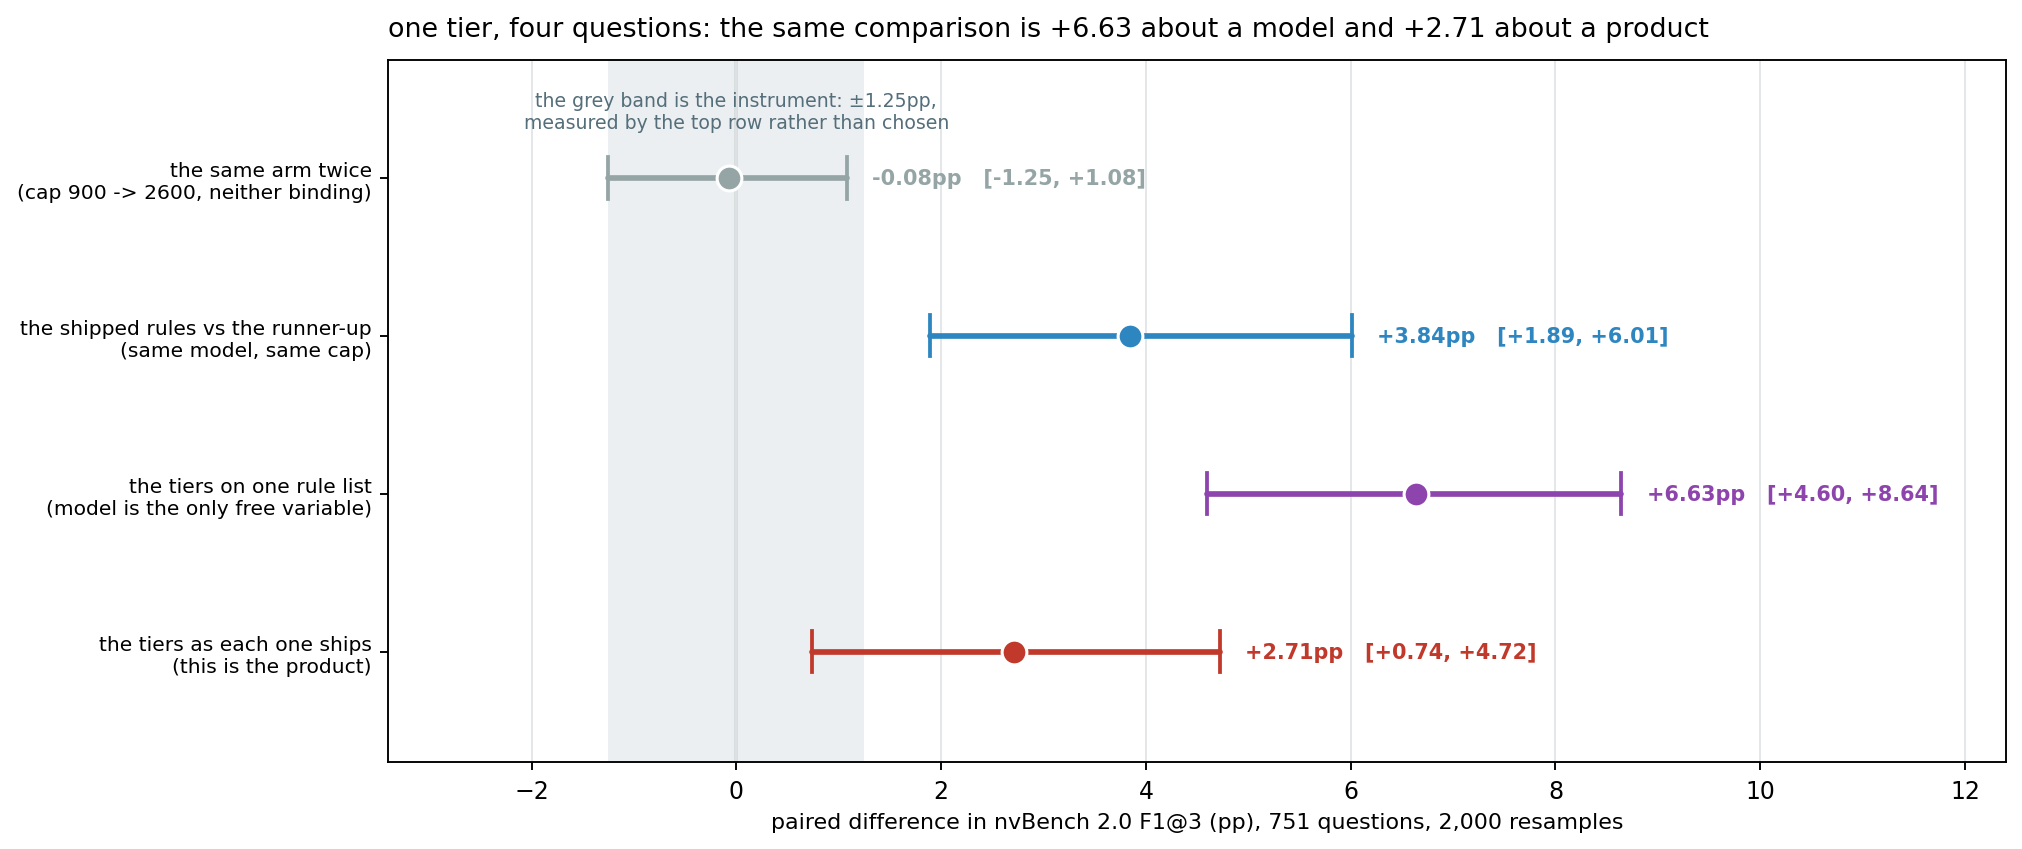 one tier, four questions: the same comparison is +6.63 about a model and +2.71 about a product
the grey band is the instrument: ±1.25pp,
measured by the top row rather than chosen
the same arm twice
(cap 900 -> 2600, neither binding)
-0.08pp [-1.25, +1.08]
the shipped rules vs the runner-up
(same model, same cap)
+3.84pp [+1.89, +6.01]
the tiers on one rule list
(model is the only free variable)
+6.63pp [+4.60, +8.64]
the tiers as each one ships
(this is the product)
+2.71pp [+0.74, +4.72]
−2 0 2 4 6 8 10 12
paired difference in nvBench 2.0 F1@3 (pp), 751 questions, 2,000 resamples